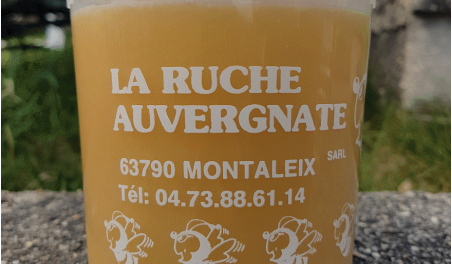 LA RUCHE
AUVERGNATE
SARL
63790 MONTALEIX
Tél: 04.73.88.61.14